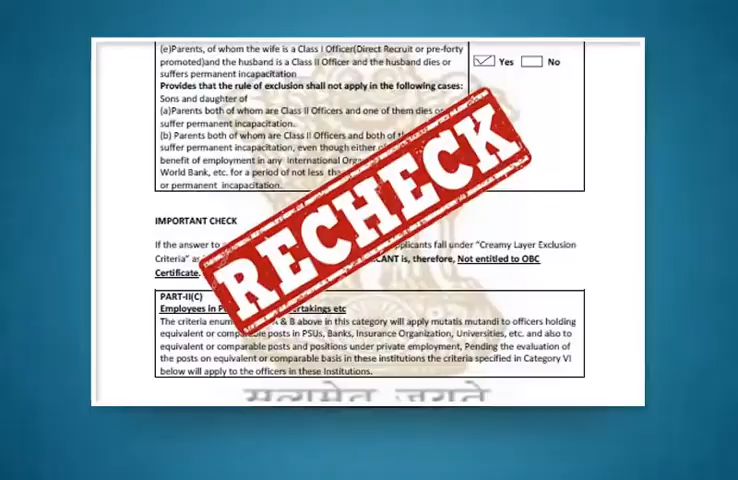 (e)Parents, of whom the wife is a Class I Officer(Direct Recruit or pre-forty
promoted)and the husband is a Class II Officer and the husband dies or
suffers permanent incapacitation
Yes No
Provides that the rule of exclusion shall not apply in the following cases:
Sons and daughter of
(a)Parents both of whom are Class II Officers and one of them dies or
suffer permanent incapacitation.
(b) Parents both of whom are Class II Officers and both of
suffer permanent incapacitation, even though either
benefit of employment in any International
World Bank, etc. for a period of not less
or permanent incapacitation.
RECHECK
IMPORTANT CHECK
If the answer to fall under "Creamy Layer Exclusion
Criteria" is, therefore, Not entitled to OBC
Certificate.
PART-II(C)
Employees in etc
The criteria & B above in this category will apply mutatis mutandi to officers holding
equivalent or comparable posts in PSUs, Banks, Insurance Organization, Universities, etc. and also to
equivalent or comparable posts and positions under private employment, Pending the evaluation of
the posts on equivalent or comparable basis in these institutions the criteria specified in Category VI
below will apply to the officers in these Institutions.
सत्यमेव जयते